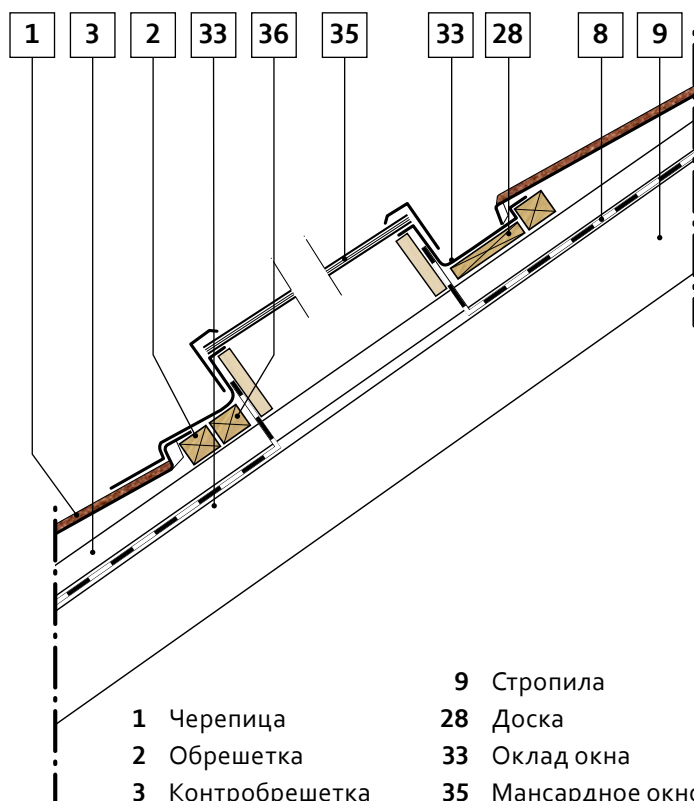 1 3 2 33 36 35 33 28 8 9
1 Черепица
2 Обрешетка
3 Контробрешетка
9 Стропила
28 Доска
33 Оклад окна
35 Мансардное окно